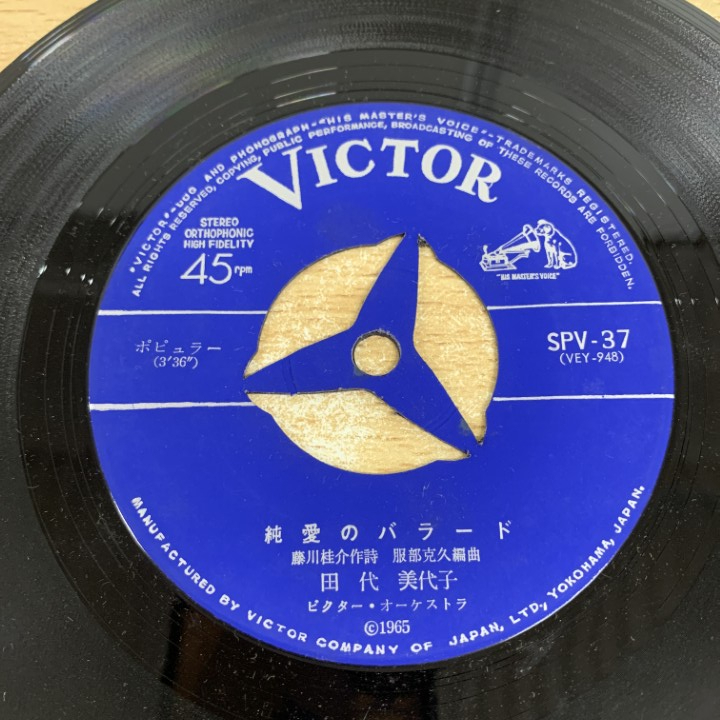 "VICTOR"-LOGO AND PHONOGRAPH-"HIS MASTER'S VOICE"-TRADEMARKS REGISTERED.
ALL RIGHTS RESERVED, COPYING, PUBLIC PERFORMANCE, BROADCASTING OF THESE RECORDS ARE FORBIDDEN.
VICTOR
STEREO
ORTHOPHONIC
HIGH FIDELITY
45 rpm
"HIS MASTER'S VOICE"
ポピュラー
(3'36")
SPV-37
(VEY-948)
純愛のバラード
藤川桂介作詩 服部克久編曲
田代 美代子
ビクター・オーケストラ
©1965
MANUFACTURED BY VICTOR COMPANY OF JAPAN, LTD., YOKOHAMA, JAPAN.